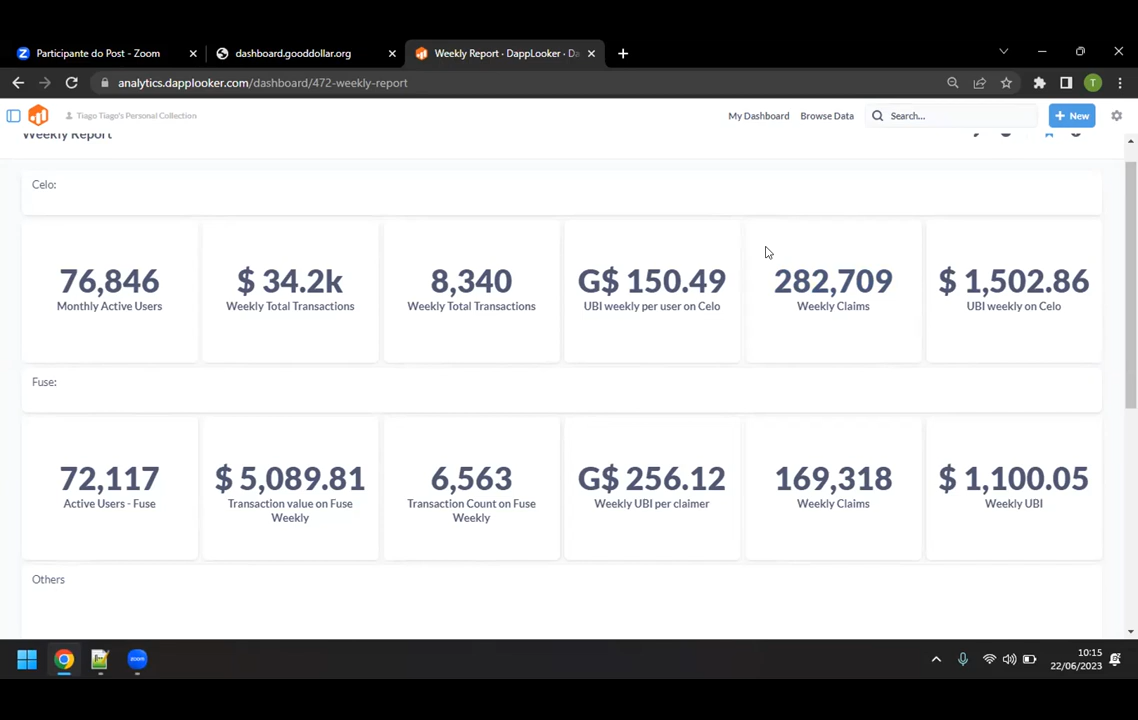 Participante do Post - Zoom
dashboard.gooddollar.org
Weekly Report · DappLooker · Da
analytics.dapplooker.com/dashboard/472-weekly-report
T
Tiago Tiago's Personal Collection
My Dashboard
Browse Data
Search...
+ New
Weekly Report
Celo:
76,846
Monthly Active Users
$ 34.2k
Weekly Total Transactions
8,340
Weekly Total Transactions
G$ 150.49
UBI weekly per user on Celo
282,709
Weekly Claims
$ 1,502.86
UBI weekly on Celo
Fuse:
72,117
Active Users - Fuse
$ 5,089.81
Transaction value on Fuse
Weekly
6,563
Transaction Count on Fuse
Weekly
G$ 256.12
Weekly UBI per claimer
169,318
Weekly Claims
$ 1,100.05
Weekly UBI
Others
zoom
10:15
22/06/2023